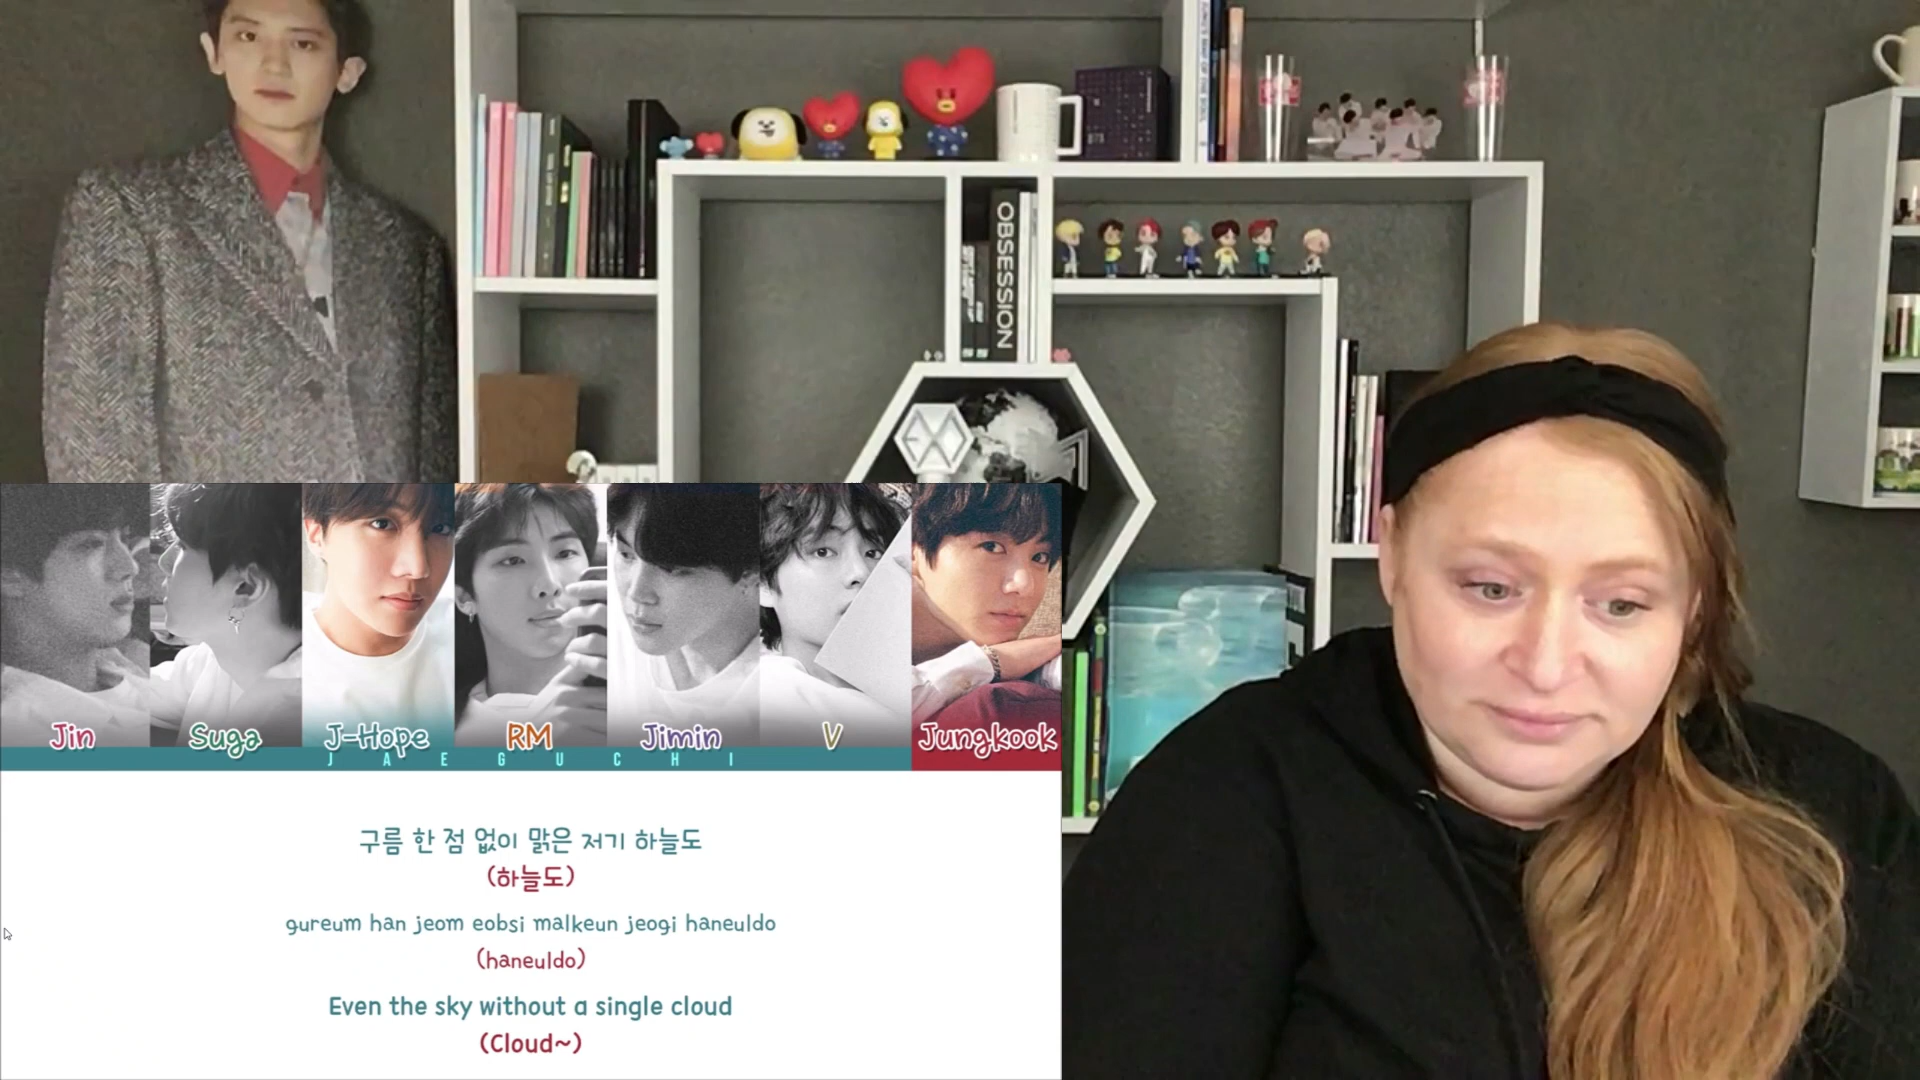 OBSESSION
EXO
Jin
Suga
J-Hope
RM
Jimin
V
Jungkook
JAEGUCHI
구름 한 점 없이 맑은 저기 하늘도
(하늘도)
gureum han jeom eobsi malkeun jeogi haneuldo
(haneuldo)
Even the sky without a single cloud
(Cloud~)